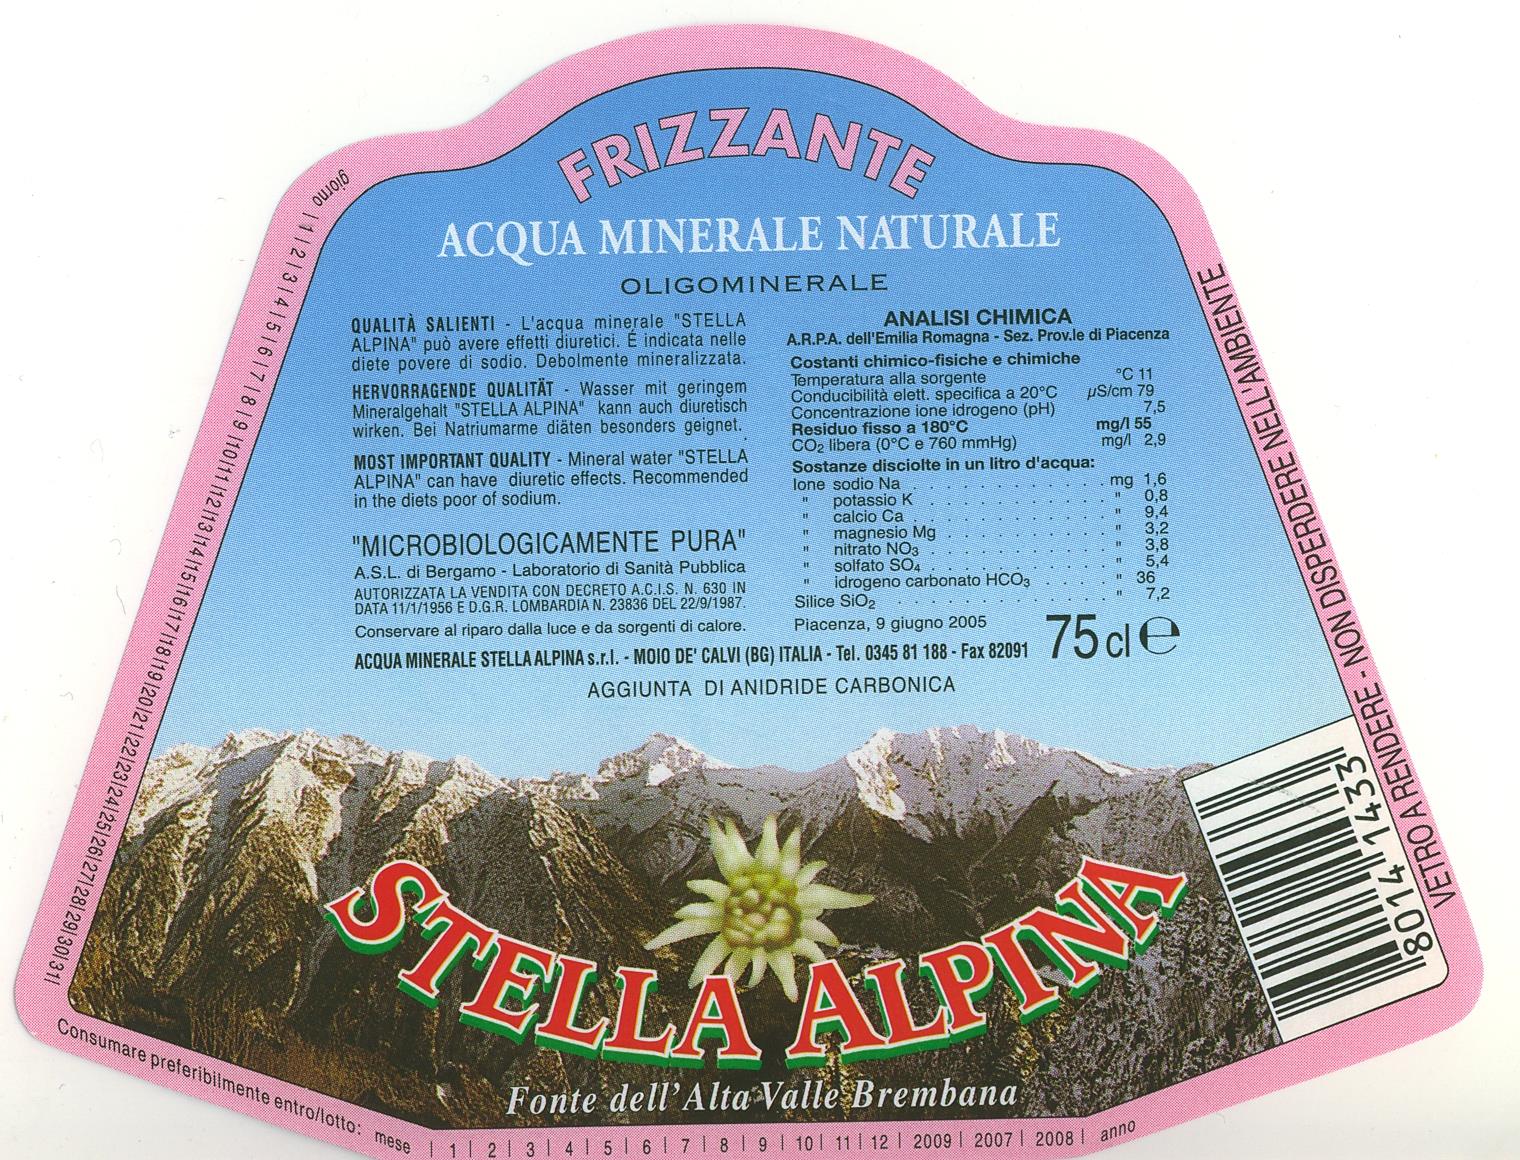 FRIZZANTE
ACQUA MINERALE NATURALE
OLIGOMINERALE
QUALITÀ SALIENTI - L'acqua minerale "STELLA
ALPINA" può avere effetti diuretici. É indicata nelle
diete povere di sodio. Debolmente mineralizzata.
HERVORRAGENDE QUALITÄT - Wasser mit geringem
Mineralgehalt "STELLA ALPINA" kann auch diuretisch
wirken. Bei Natriumarme diäten besonders geignet.
MOST IMPORTANT QUALITY - Mineral water "STELLA
ALPINA" can have diuretic effects. Recommended
in the diets poor of sodium.
"MICROBIOLOGICAMENTE PURA"
A.S.L. di Bergamo - Laboratorio di Sanità Pubblica
AUTORIZZATA LA VENDITA CON DECRETO A.C.I.S. N. 630 IN
DATA 11/1/1956 E D.G.R. LOMBARDIA N. 23836 DEL 22/9/1987.
Conservare al riparo dalla luce e da sorgenti di calore.
ANALISI CHIMICA
A.R.P.A. dell'Emilia Romagna - Sez. Prov.le di Piacenza
Costanti chimico-fisiche e chimiche
Temperatura alla sorgente °C 11
Conducibilità elett. specifica a 20°C µS/cm 79
Concentrazione ione idrogeno (pH) 7,5
Residuo fisso a 180°C mg/l 55
CO2 libera (0°C e 760 mmHg) mg/l 2,9
Sostanze disciolte in un litro d'acqua:
Ione sodio Na . . . . . . . . . . . . mg 1,6
" potassio K . . . . . . . . . . . . " 0,8
" calcio Ca . . . . . . . . . . . . " 9,4
" magnesio Mg . . . . . . . . . . " 3,2
" nitrato NO3 . . . . . . . . . . . " 3,8
" solfato SO4 . . . . . . . . . . . " 5,4
" idrogeno carbonato HCO3 . . . . " 36
Silice SiO2 . . . . . . . . . . . . . " 7,2
Piacenza, 9 giugno 2005
75 cl e
ACQUA MINERALE STELLA ALPINA s.r.l. - MOIO DE' CALVI (BG) ITALIA - Tel. 0345 81 188 - Fax 82091
AGGIUNTA DI ANIDRIDE CARBONICA
STELLA ALPINA
Fonte dell'Alta Valle Brembana
giorno | 1 | 2 | 3 | 4 | 5 | 6 | 7 | 8 | 9 | 10 | 11 | 12 | 13 | 14 | 15 | 16 | 17 | 18 | 19 | 20 | 21 | 22 | 23 | 24 | 25 | 26 | 27 | 28 | 29 | 30 | 31 |
Consumare preferibilmente entro/lotto: mese | 1 | 2 | 3 | 4 | 5 | 6 | 7 | 8 | 9 | 10 | 11 | 12 | 2009 | 2007 | 2008 | anno
VETRO A RENDERE - NON DISPERDERE NELL'AMBIENTE
8014 1433